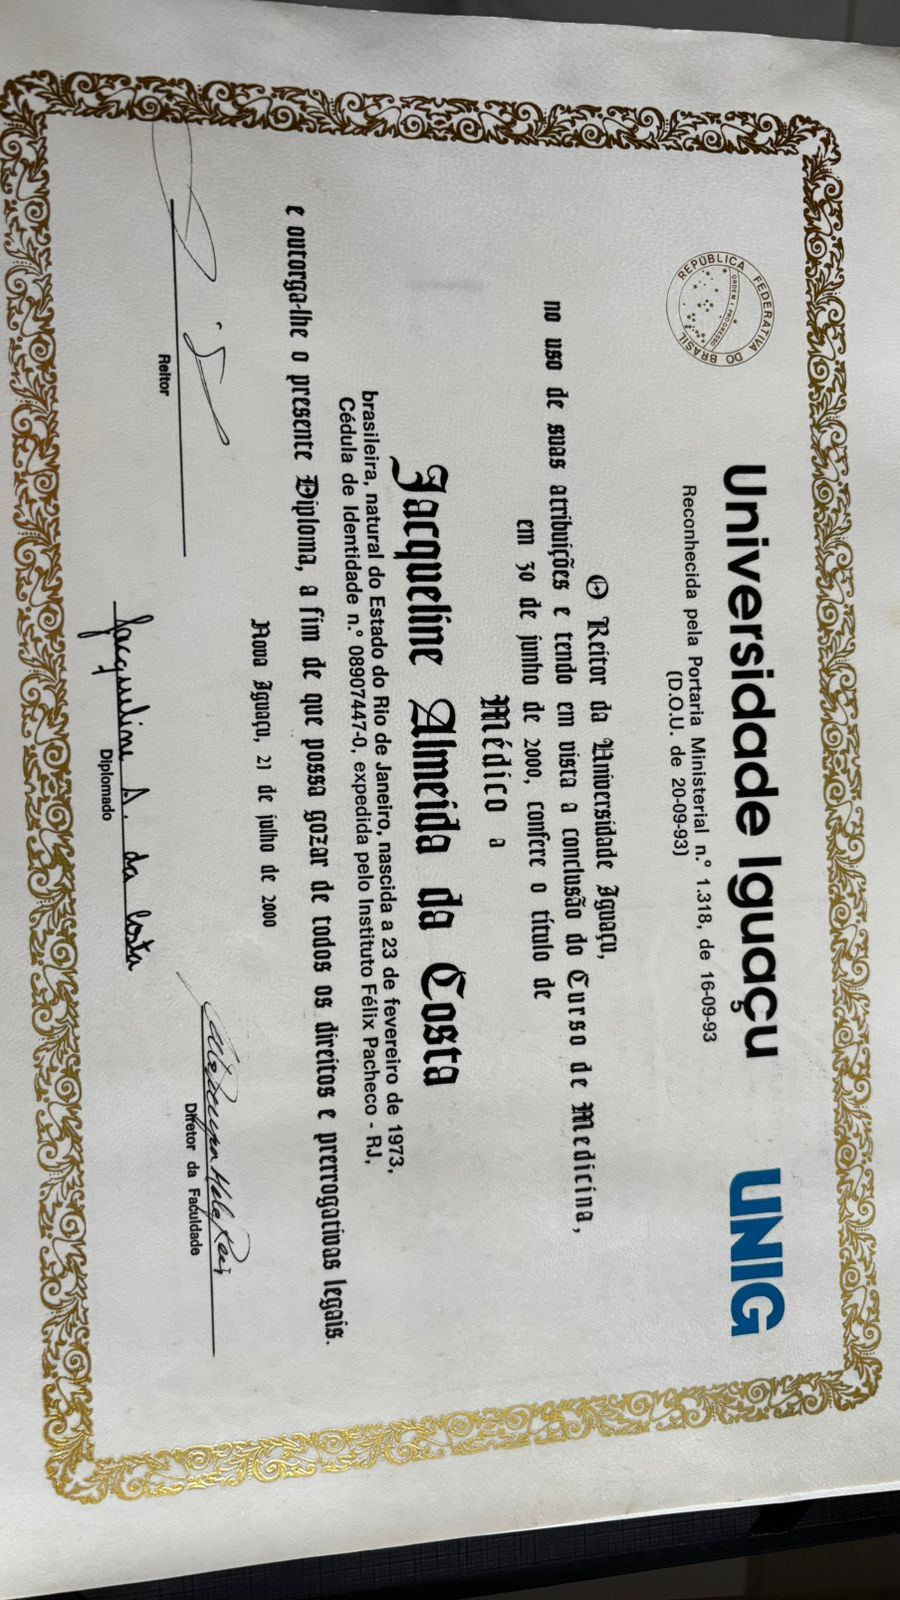 Universidade Iguaçu
UNIG
Reconhecida pela Portaria Ministerial n.º 1.318, de 16-09-93
(D.O.U. de 20-09-93)
REPÚBLICA FEDERATIVA DO BRASIL
ORDEM E PROGRESSO
O Reitor da Universidade Iguaçu,
no uso de suas atribuições e tendo em vista a conclusão do Curso de Medicina,
em 30 de junho de 2000, confere o título de
Médico a
Jacqueline Almeida da Costa
brasileira, natural do Estado do Rio de Janeiro, nascida a 23 de fevereiro de 1973,
Cédula de Identidade n.º 08907447-0, expedida pelo Instituto Félix Pacheco - RJ,
e outorga-lhe o presente Diploma, a fim de que possa gozar de todos os direitos e prerrogativas legais.
Nova Iguaçu, 21 de julho de 2000
Reitor
Jacqueline A. da Costa
Diplomado
Diretor da Faculdade